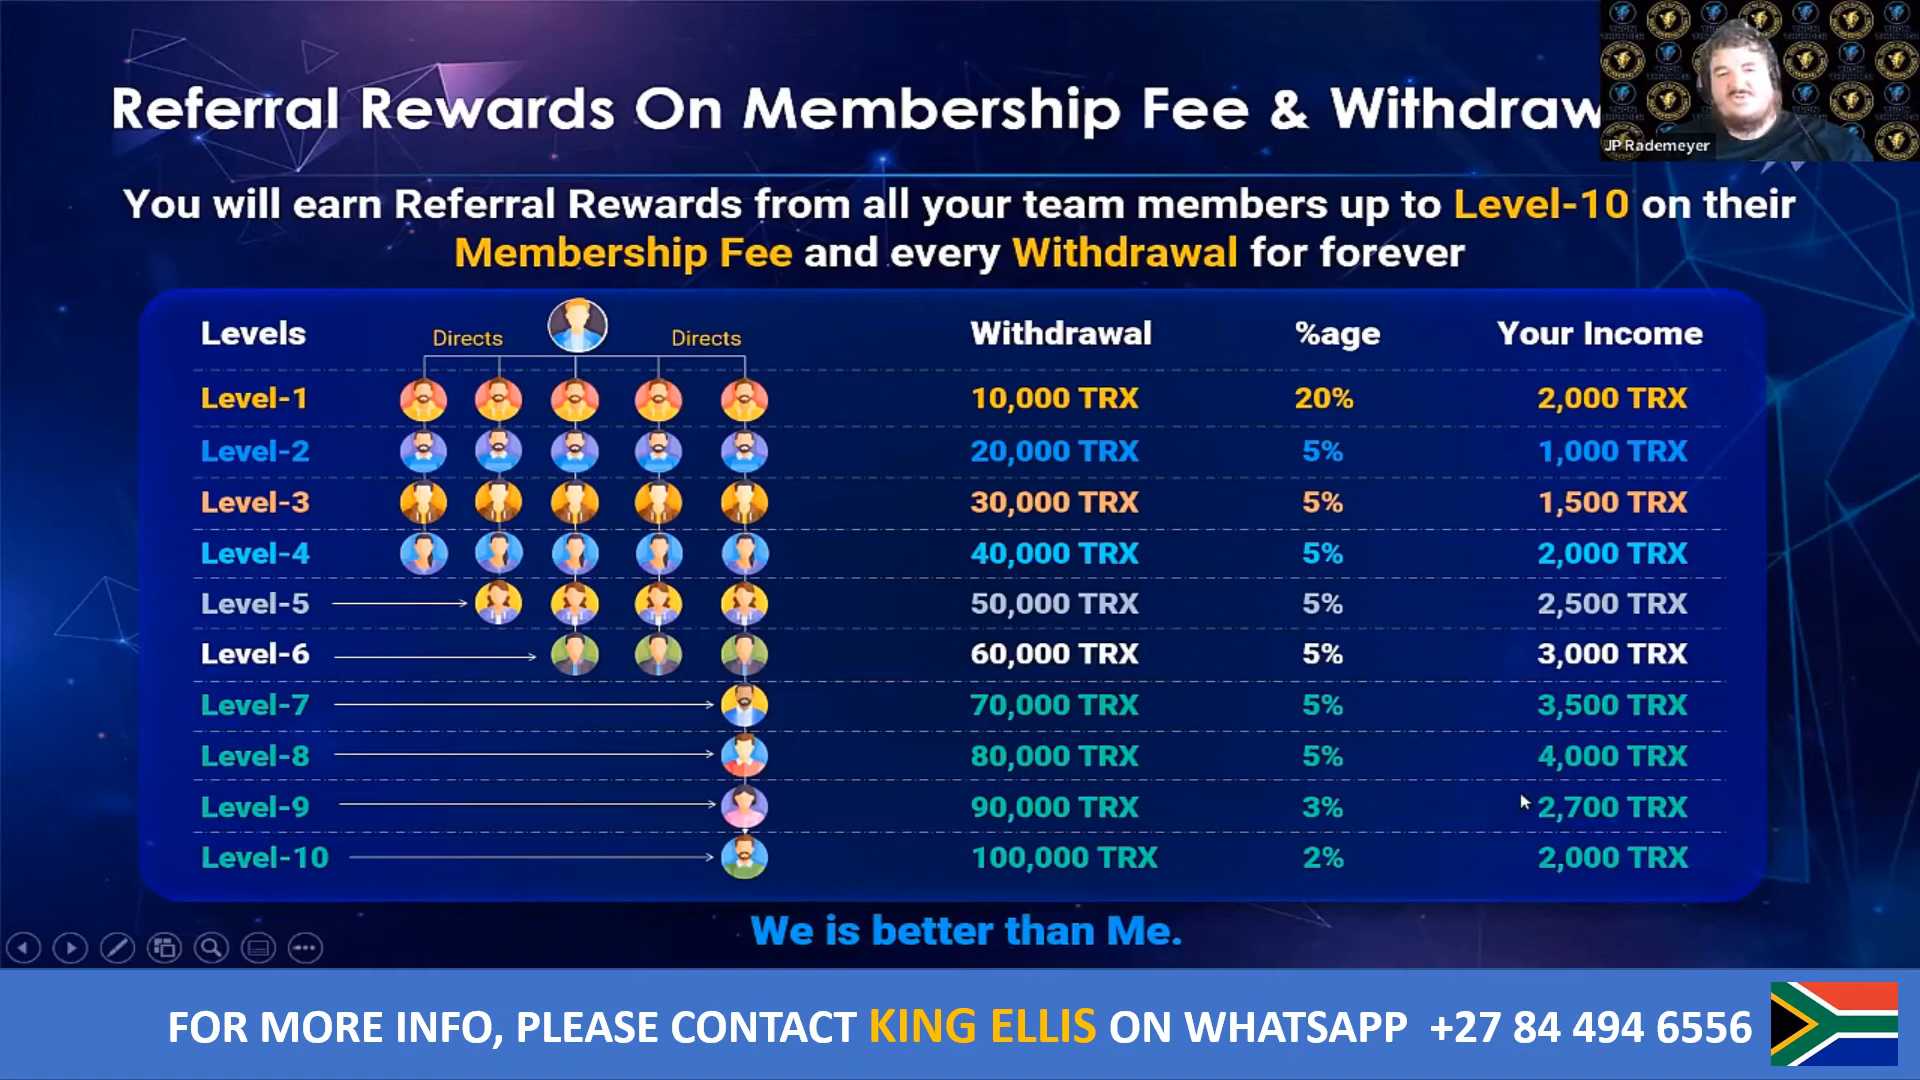 Referral Rewards On Membership Fee & Withdraw
JP Rademeyer
You will earn Referral Rewards from all your team members up to Level-10 on their
Membership Fee and every Withdrawal for forever
Levels Directs Directs Withdrawal %age Your Income
Level-1 10,000 TRX 20% 2,000 TRX
Level-2 20,000 TRX 5% 1,000 TRX
Level-3 30,000 TRX 5% 1,500 TRX
Level-4 40,000 TRX 5% 2,000 TRX
Level-5 50,000 TRX 5% 2,500 TRX
Level-6 60,000 TRX 5% 3,000 TRX
Level-7 70,000 TRX 5% 3,500 TRX
Level-8 80,000 TRX 5% 4,000 TRX
Level-9 90,000 TRX 3% 2,700 TRX
Level-10 100,000 TRX 2% 2,000 TRX
We is better than Me.
FOR MORE INFO, PLEASE CONTACT KING ELLIS ON WHATSAPP +27 84 494 6556